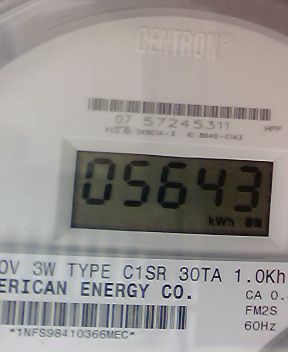 CENTRON®
07 57245311
HPP
05643
kWh
0V 3W TYPE C1SR 30TA 1.0Kh
ERICAN ENERGY CO.
CA 0.
FM2S
60Hz
*1NFS98410366MEC*